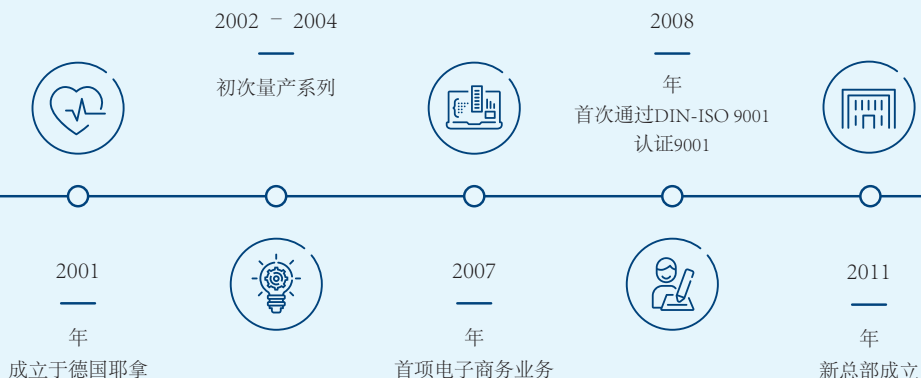 2001
年
成立于德国耶拿
2002 – 2004
初次量产系列
2007
年
首项电子商务业务
2008
年
首次通过DIN-ISO 9001
认证9001
2011
年
新总部成立